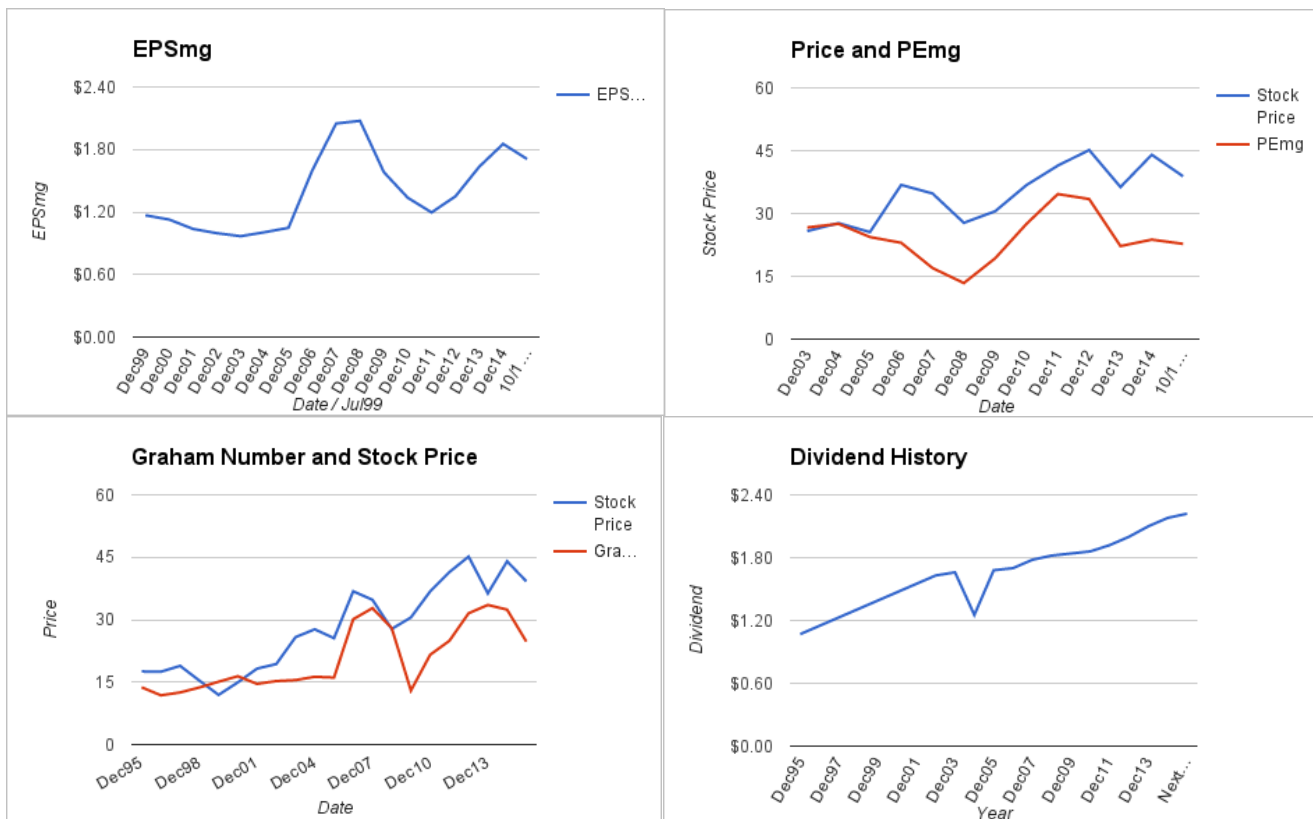 EPSmg
$2.40
$1.80
$1.20
$0.60
$0.00
EPSmg
EPS…
Dec99
Dec00
Dec01
Dec02
Dec03
Dec04
Dec05
Dec06
Dec07
Dec08
Dec09
Dec10
Dec11
Dec12
Dec13
Dec14
10/1…
Date / Jul99
Price and PEmg
60
45
30
15
0
Stock Price
Stock
Price
PEmg
Dec03
Dec04
Dec05
Dec06
Dec07
Dec08
Dec09
Dec10
Dec11
Dec12
Dec13
Dec14
10/1…
Date
Graham Number and Stock Price
60
45
30
15
0
Price
Stock
Price
Gra…
Dec95
Dec98
Dec01
Dec04
Dec07
Dec10
Dec13
Date
Dividend History
$2.40
$1.80
$1.20
$0.60
$0.00
Dividend
Dec95
Dec97
Dec99
Dec01
Dec03
Dec05
Dec07
Dec09
Dec11
Dec13
Next…
Year